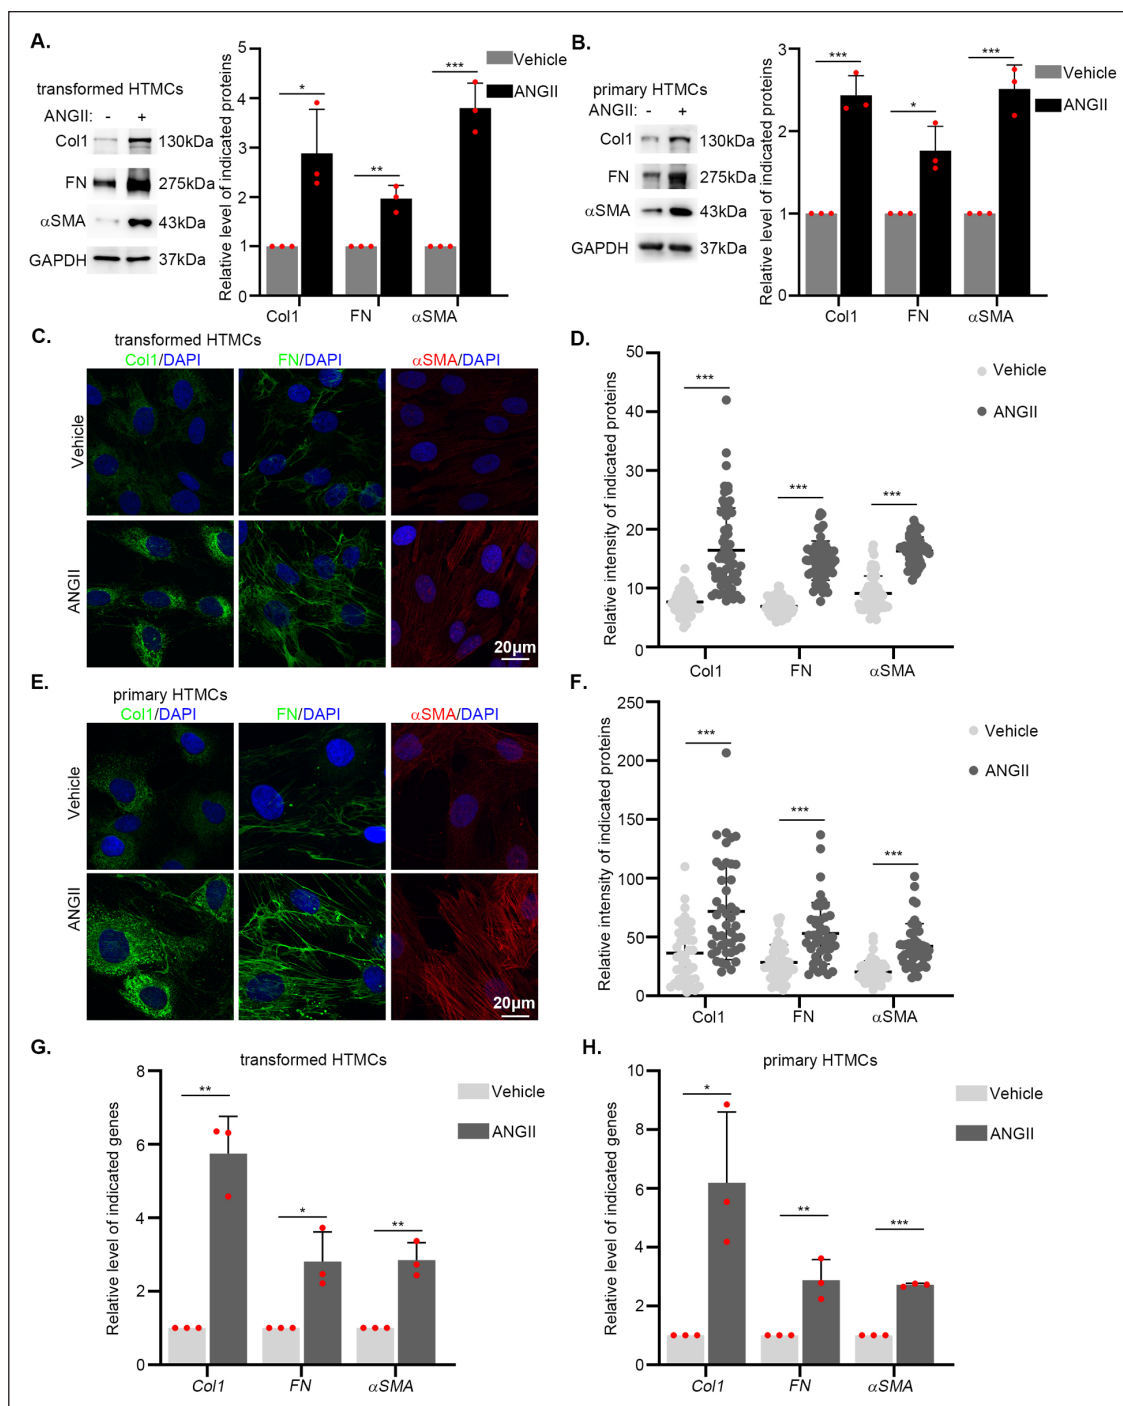 A.
transformed HTMCs
ANGII: - +
Col1 130kDa
FN 275kDa
αSMA 43kDa
GAPDH 37kDa
Relative level of indicated proteins
5
4
3
2
1
0
* ** ***
Col1 FN αSMA
Vehicle
ANGII
B.
primary HTMCs
ANGII: - +
Col1 130kDa
FN 275kDa
αSMA 43kDa
GAPDH 37kDa
Relative level of indicated proteins
3
2
1
0
*** * ***
Col1 FN αSMA
Vehicle
ANGII
C.
transformed HTMCs
Col1/DAPI FN/DAPI αSMA/DAPI
Vehicle
ANGII
20μm
D.
Relative intensity of indicated proteins
50
40
30
20
10
0
*** *** ***
Col1 FN αSMA
Vehicle
ANGII
E.
primary HTMCs
Col1/DAPI FN/DAPI αSMA/DAPI
Vehicle
ANGII
20μm
F.
Relative intensity of indicated proteins
250
200
150
100
50
0
*** *** ***
Col1 FN αSMA
Vehicle
ANGII
G.
transformed HTMCs
Relative level of indicated genes
8
6
4
2
0
** * **
Col1 FN αSMA
Vehicle
ANGII
H.
primary HTMCs
Relative level of indicated genes
10
8
6
4
2
0
* ** ***
Col1 FN αSMA
Vehicle
ANGII